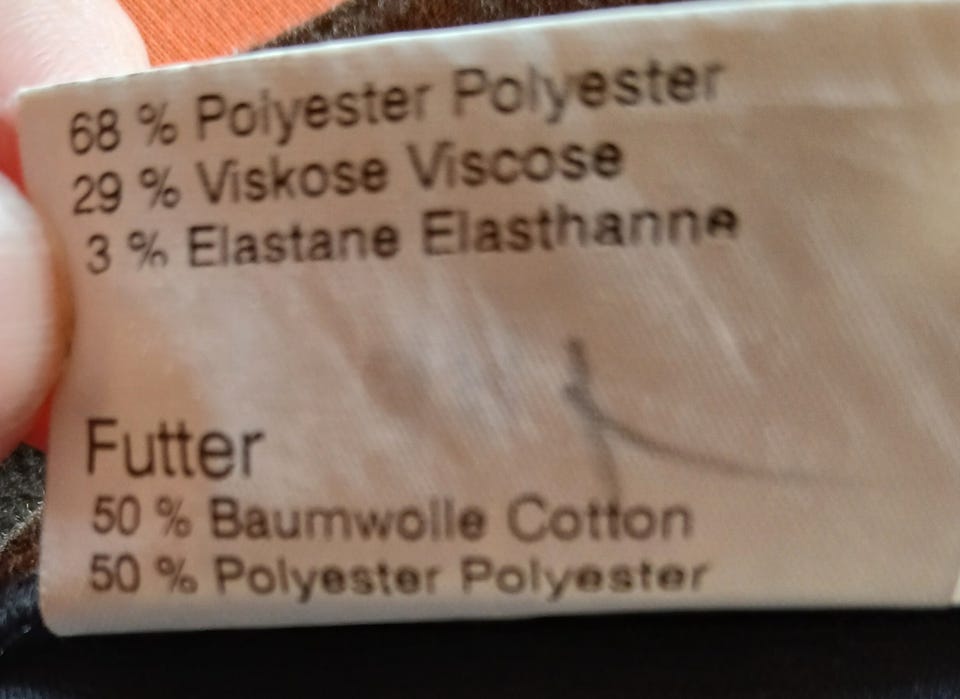 68 % Polyester Polyester
29 % Viskose Viscose
3 % Elastane Elasthanne
Futter
50 % Baumwolle Cotton
50 % Polyester Polyester